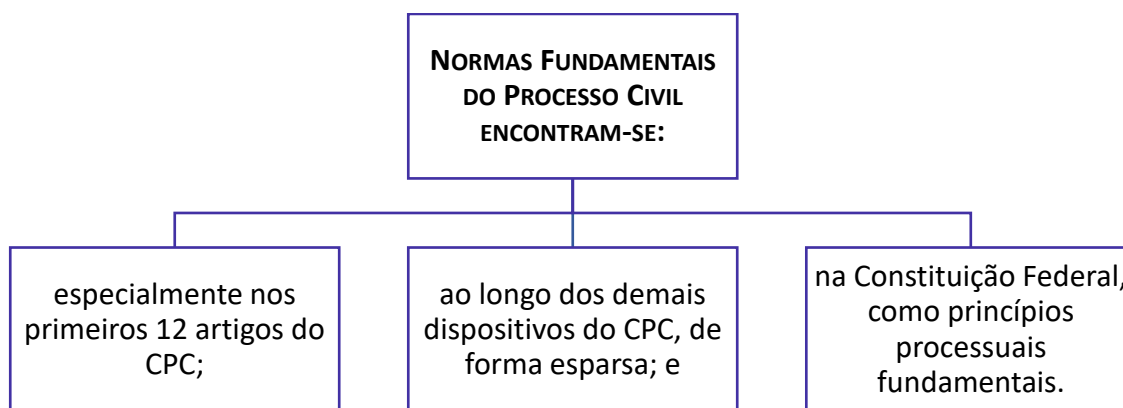 NORMAS FUNDAMENTAIS
DO PROCESSO CIVIL
ENCONTRAM-SE:
especialmente nos
primeiros 12 artigos do
CPC;
ao longo dos demais
dispositivos do CPC, de
forma esparsa; e
na Constituição Federal,
como princípios
processuais
fundamentais.